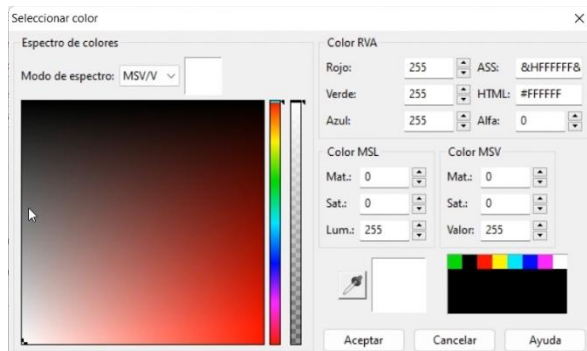 Seleccionar color
Espectro de colores
Modo de espectro: MSV/V
Color RVA
Rojo: 255 ASS: &HFFFFFF&
Verde: 255 HTML: #FFFFFF
Azul: 255 Alfa: 0
Color MSL
Mat.: 0
Sat.: 0
Lum.: 255
Color MSV
Mat.: 0
Sat.: 0
Valor: 255
Aceptar Cancelar Ayuda